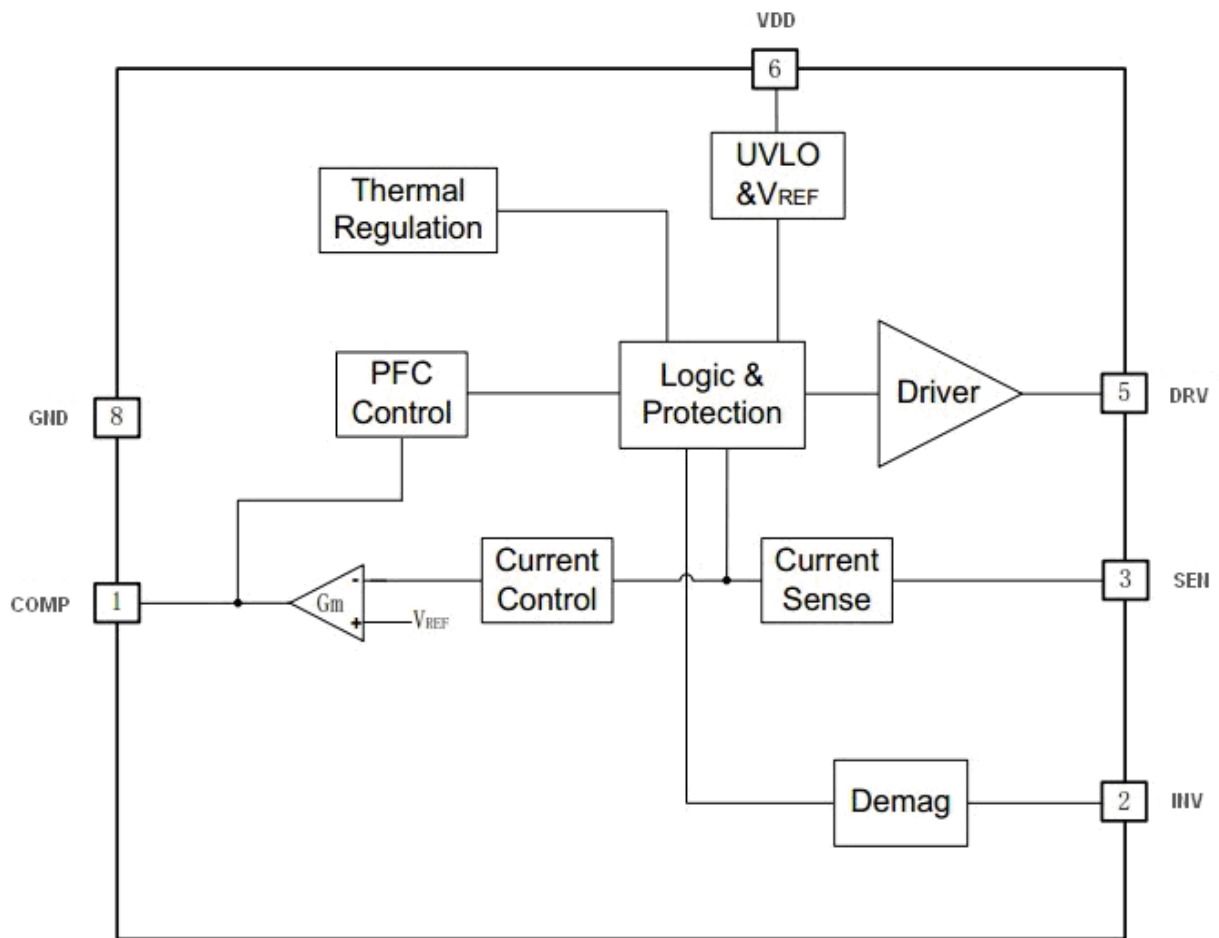 VDD
6
UVLO
&VREF
Thermal
Regulation
PFC
Control
Logic &
Protection
Driver
5
DRV
GND
8
Current
Control
Current
Sense
3
SEN
COMP
1
Gm
-
+
VREF
Demag
2
INV